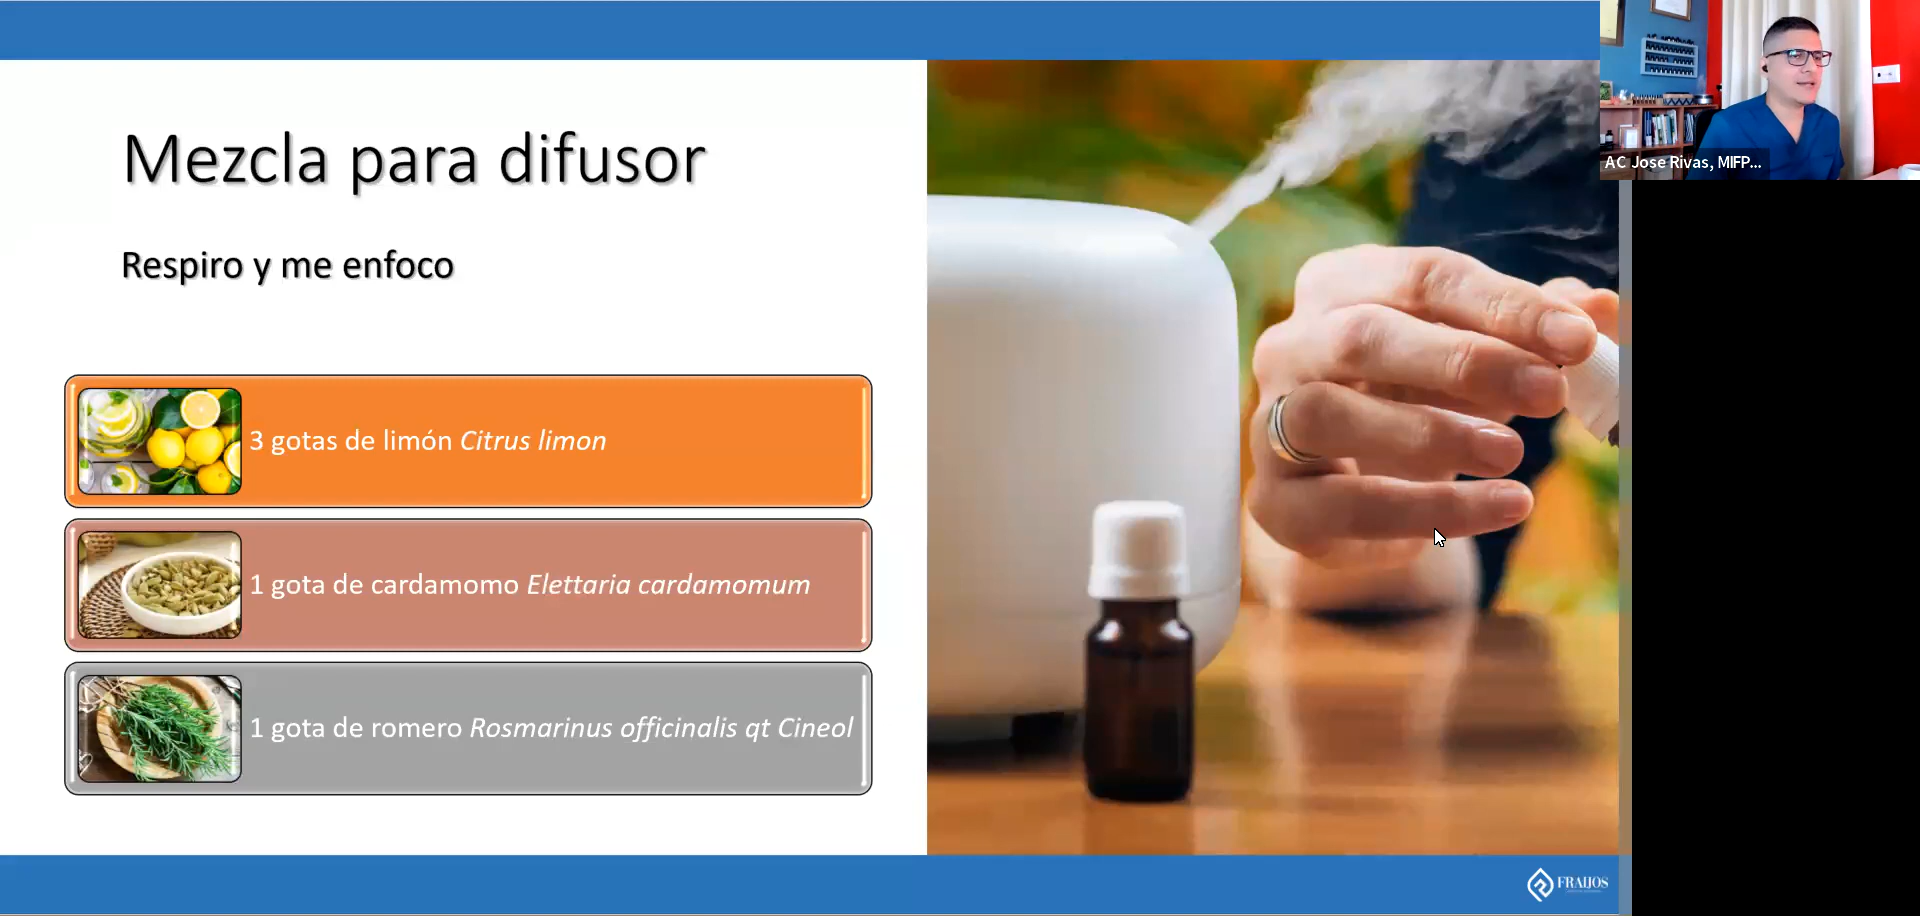 Mezcla para difusor
Respiro y me enfoco
3 gotas de limón Citrus limon
1 gota de cardamomo Elettaria cardamomum
1 gota de romero Rosmarinus officinalis qt Cineol
AC Jose Rivas, MIFP...
FRAIJOS